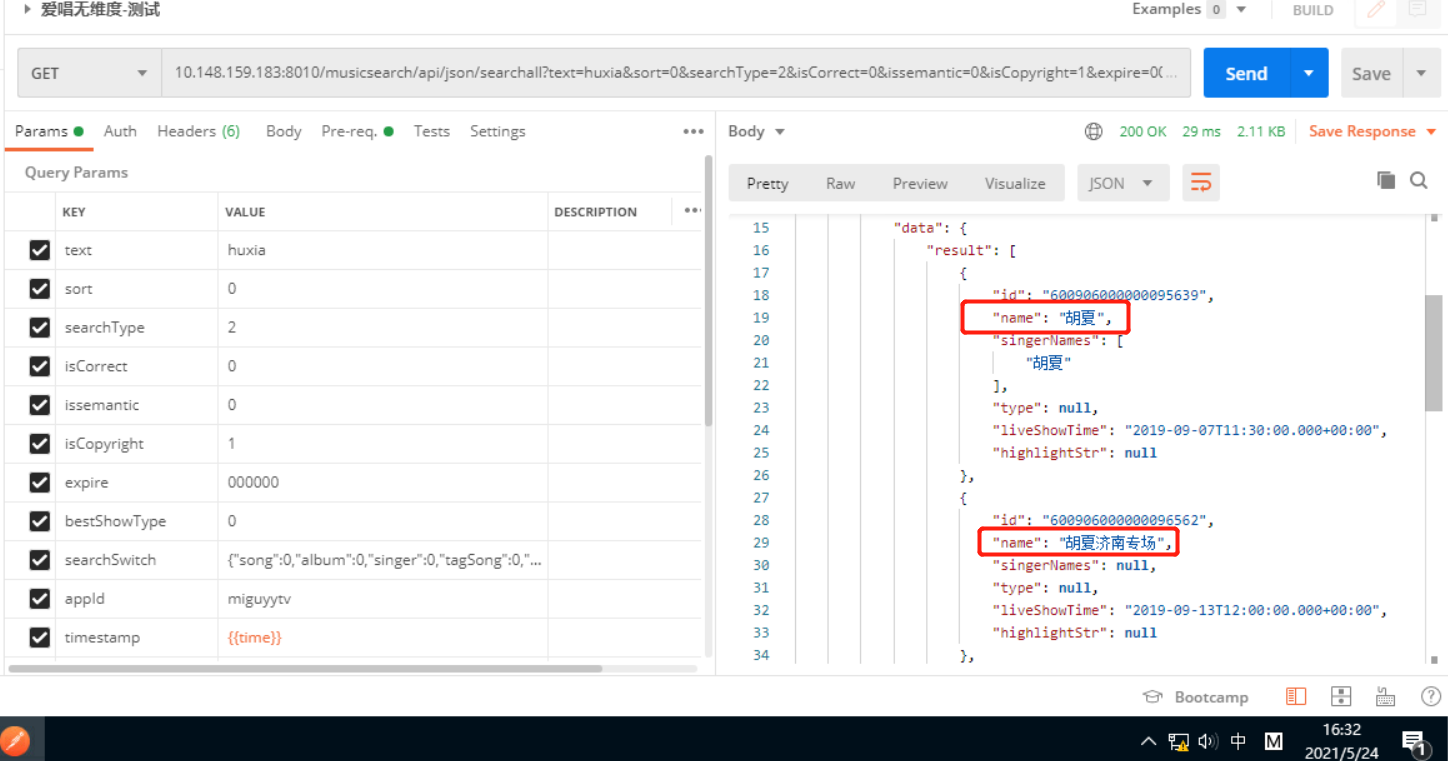 爱唱无维度-测试
Examples 0 BUILD
GET 10.148.159.183:8010/musicsearch/api/json/searchall?text=huxia&sort=0&searchType=2&isCorrect=0&issemantic=0&isCopyright=1&expire=00... Send Save
Params Auth Headers (6) Body Pre-req. Tests Settings
Query Params
KEY VALUE DESCRIPTION
text huxia
sort 0
searchType 2
isCorrect 0
issemantic 0
isCopyright 1
expire 000000
bestShowType 0
searchSwitch {"song":0,"album":0,"singer":0,"tagSong":0,"...
appId miguyytv
timestamp {{time}}
Body 200 OK 29 ms 2.11 KB Save Response
Pretty Raw Preview Visualize JSON
15 "data": {
16 "result": [
17 {
18 "id": "600906000000095639",
19 "name": "胡夏",
20 "singerNames": [
21 "胡夏"
22 ],
23 "type": null,
24 "liveShowTime": "2019-09-07T11:30:00.000+00:00",
25 "highlightStr": null
26 },
27 {
28 "id": "600906000000096562",
29 "name": "胡夏济南专场",
30 "singerNames": null,
31 "type": null,
32 "liveShowTime": "2019-09-13T12:00:00.000+00:00",
33 "highlightStr": null
34 },
Bootcamp
中 M 16:32
2021/5/24 1